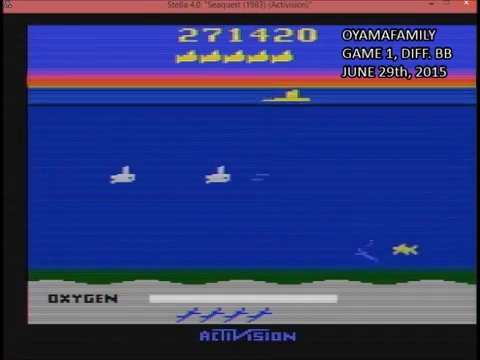 Stella 4.0: "Seaquest (1983) (Activision)"
271420
OYAMAFAMILY
GAME 1, DIFF. BB
JUNE 29th, 2015
OXYGEN
ACTIVISION